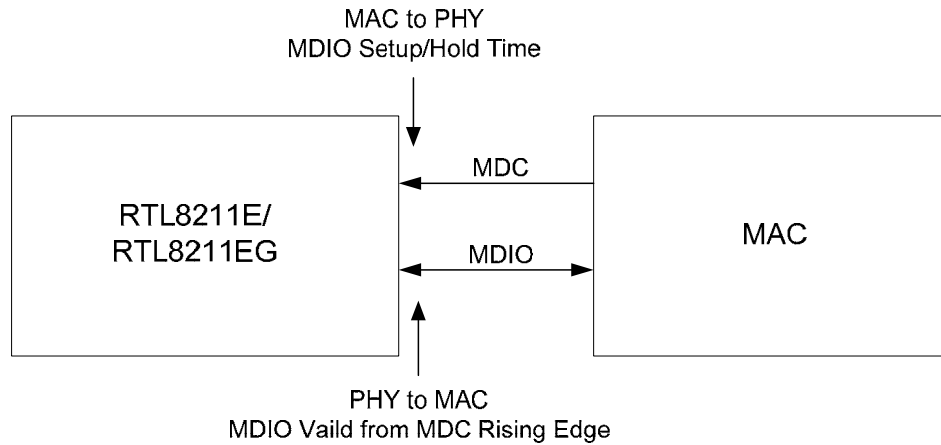 MAC to PHY
MDIO Setup/Hold Time
MDC
RTL8211E/
RTL8211EG
MAC
MDIO
PHY to MAC
MDIO Vaild from MDC Rising Edge